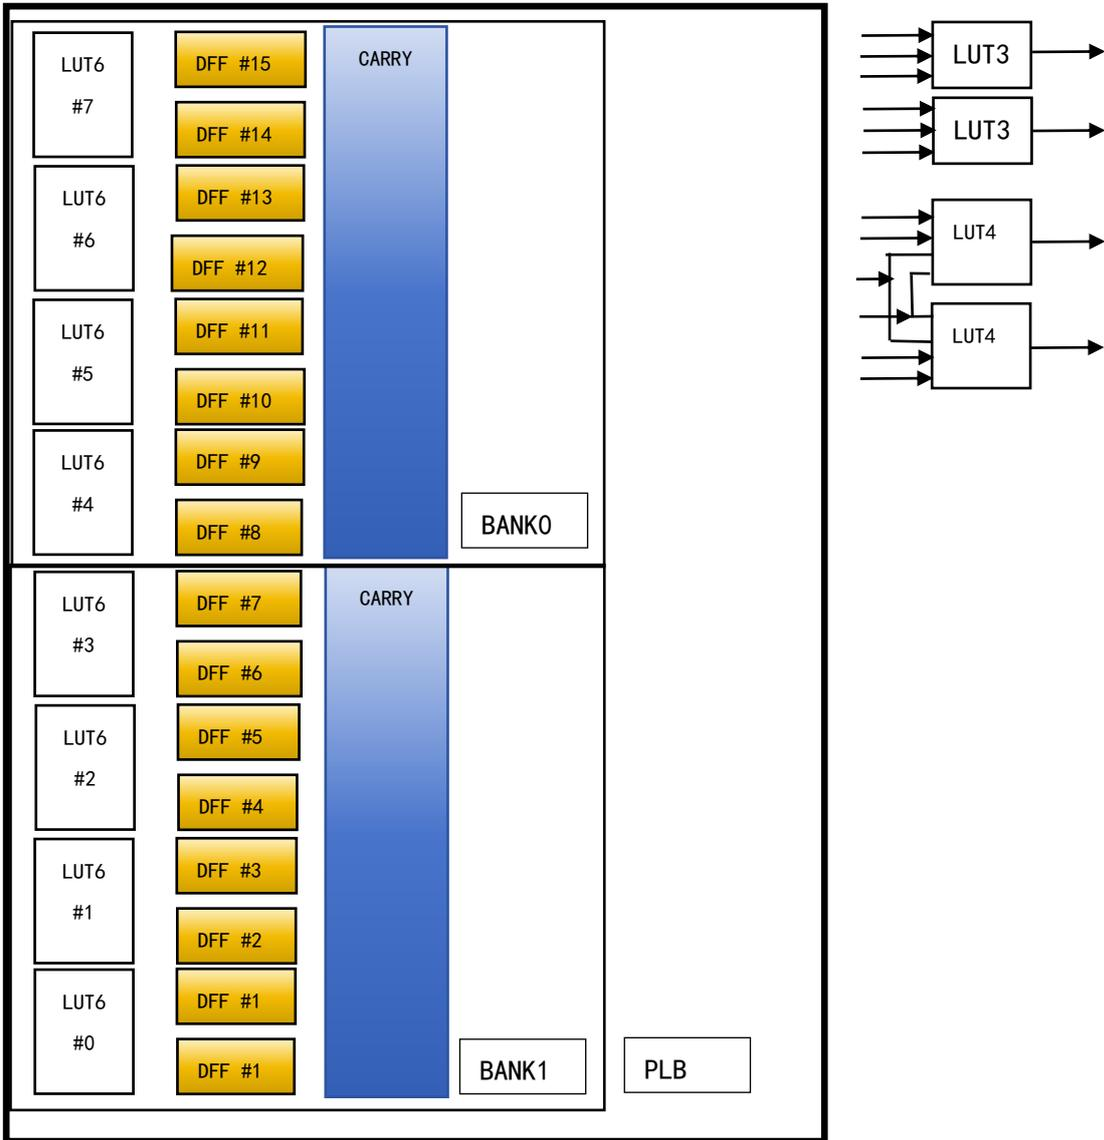 LUT6
#7
DFF #15
DFF #14
CARRY
LUT6
#6
DFF #13
DFF #12
LUT6
#5
DFF #11
DFF #10
LUT6
#4
DFF #9
DFF #8
BANK0
LUT6
#3
DFF #7
DFF #6
CARRY
LUT6
#2
DFF #5
DFF #4
LUT6
#1
DFF #3
DFF #2
LUT6
#0
DFF #1
DFF #1
BANK1
PLB
LUT3
LUT3
LUT4
LUT4